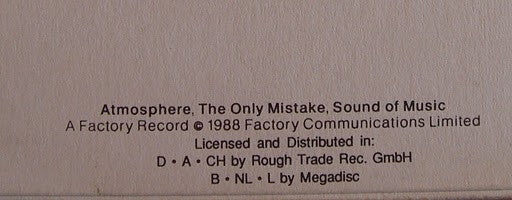 Atmosphere, The Only Mistake, Sound of Music
A Factory Record © 1988 Factory Communications Limited
Licensed and Distributed in:
D • A • CH by Rough Trade Rec. GmbH
B • NL • L by Megadisc